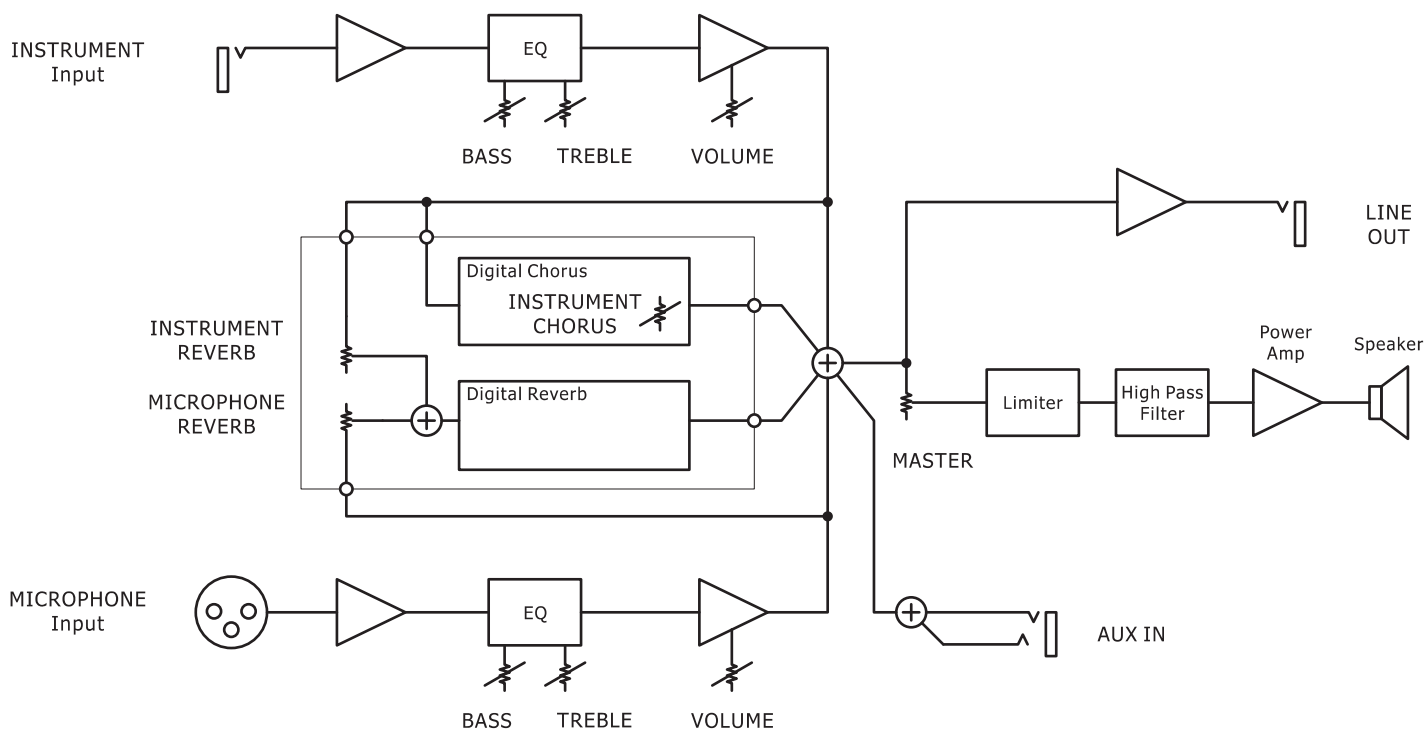 INSTRUMENT
Input
EQ
BASS
TREBLE
VOLUME
LINE
OUT
Digital Chorus
INSTRUMENT
CHORUS
INSTRUMENT
REVERB
MICROPHONE
REVERB
Digital Reverb
Power
Amp
Speaker
Limiter
High Pass
Filter
MASTER
MICROPHONE
Input
EQ
AUX IN
BASS
TREBLE
VOLUME